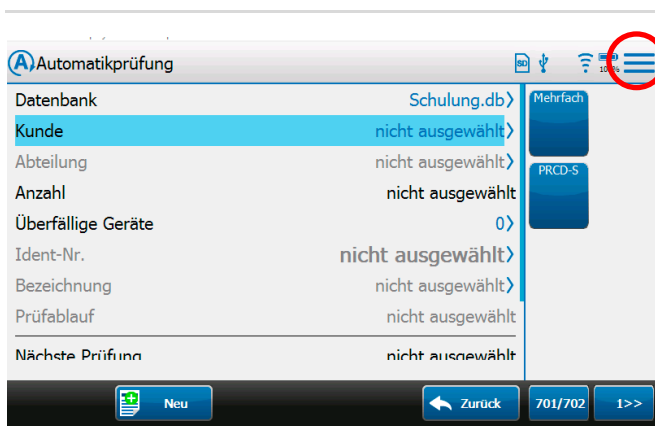 A Automatikprüfung SD 100%
Datenbank Schulung.db
Mehrfach
Kunde nicht ausgewählt
Abteilung nicht ausgewählt
PRCD-S
Anzahl nicht ausgewählt
Überfällige Geräte 0
Ident-Nr. nicht ausgewählt
Bezeichnung nicht ausgewählt
Prüfablauf nicht ausgewählt
Nächste Prüfung nicht ausgewählt
Neu Zurück 701/702 1>>